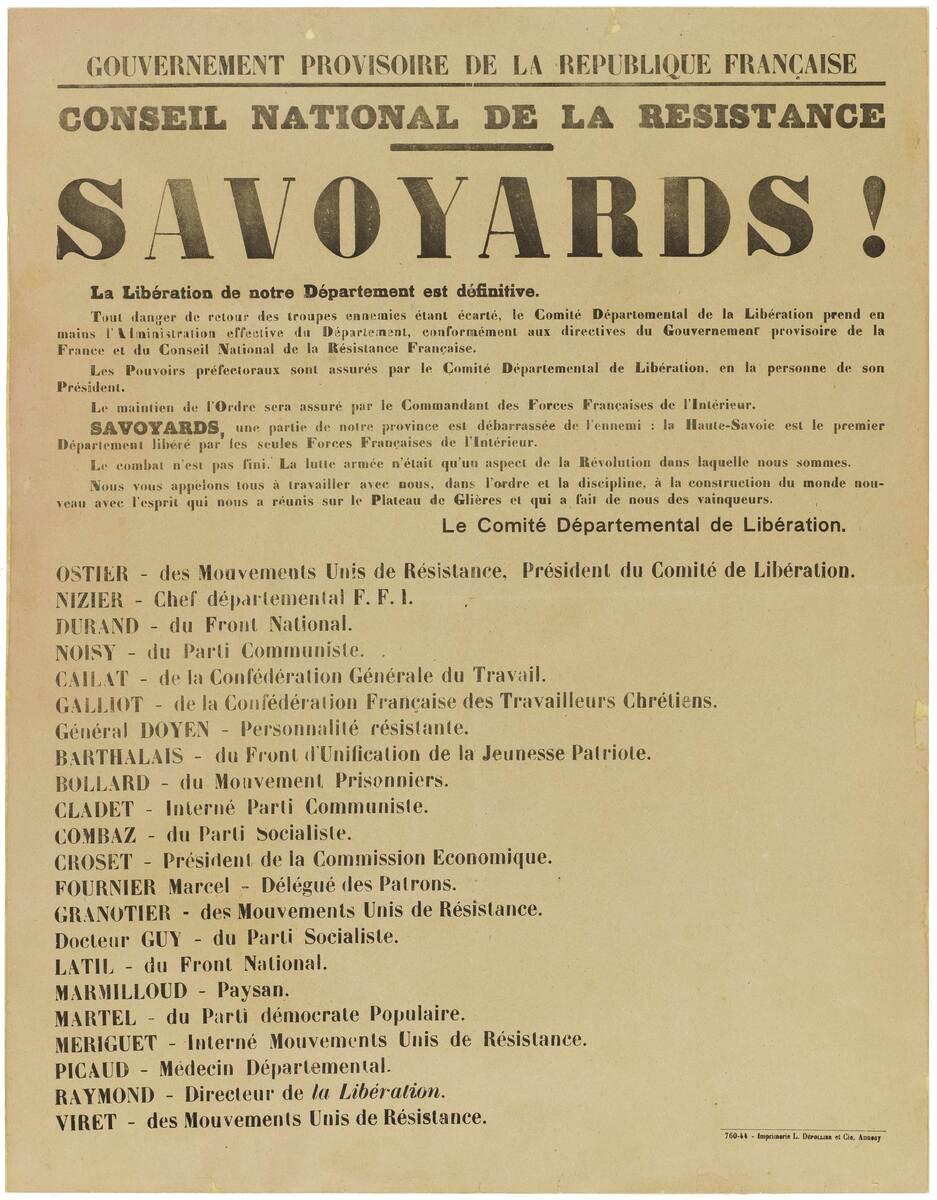 GOUVERNEMENT PROVISOIRE DE LA REPUBLIQUE FRANÇAISE
CONSEIL NATIONAL DE LA RESISTANCE
SAVOYARDS !
La Libération de notre Département est définitive.
Tout danger de retour des troupes ennemies étant écarté, le Comité Départemental de la Libération prend en
mains l'Administration effective du Département, conformément aux directives du Gouvernement provisoire de la
France et du Conseil National de la Résistance Française.
Les Pouvoirs préfectoraux sont assurés par le Comité Départemental de Libération, en la personne de son
Président.
Le maintien de l'Ordre sera assuré par le Commandant des Forces Françaises de l'Intérieur.
SAVOYARDS, une partie de notre province est débarrassée de l'ennemi : la Haute-Savoie est le premier
Département libéré par les seules Forces Françaises de l'Intérieur.
Le combat n'est pas fini. La lutte armée n'était qu'un aspect de la Révolution dans laquelle nous sommes.
Nous vous appelons tous à travailler avec nous, dans l'ordre et la discipline, à la construction du monde nou-
veau avec l'esprit qui nous a réunis sur le Plateau de Glières et qui a fait de nous des vainqueurs.
Le Comité Départemental de Libération.
OSTIER - des Mouvements Unis de Résistance, Président du Comité de Libération.
NIZIER - Chef départemental F. F. I.
DURAND - du Front National.
NOISY - du Parti Communiste.
CAILAT - de la Confédération Générale du Travail.
GALLIOT - de la Confédération Française des Travailleurs Chrétiens.
Général DOYEN - Personnalité résistante.
BARTHALAIS - du Front d'Unification de la Jeunesse Patriote.
BOLLARD - du Mouvement Prisonniers.
CLADET - Interné Parti Communiste.
COMBAZ - du Parti Socialiste.
CROSET - Président de la Commission Economique.
FOURNIER Marcel - Délégué des Patrons.
GRANOTIER - des Mouvements Unis de Résistance.
Docteur GUY - du Parti Socialiste.
LATIL - du Front National.
MARMILLOUD - Paysan.
MARTEL - du Parti démocrate Populaire.
MERIGUET - Interné Mouvements Unis de Résistance.
PICAUD - Médecin Départemental.
RAYMOND - Directeur de la Libération.
VIRET - des Mouvements Unis de Résistance.
760-44 - Imprimerie L. DÉPOLLIER et Cie, Annecy